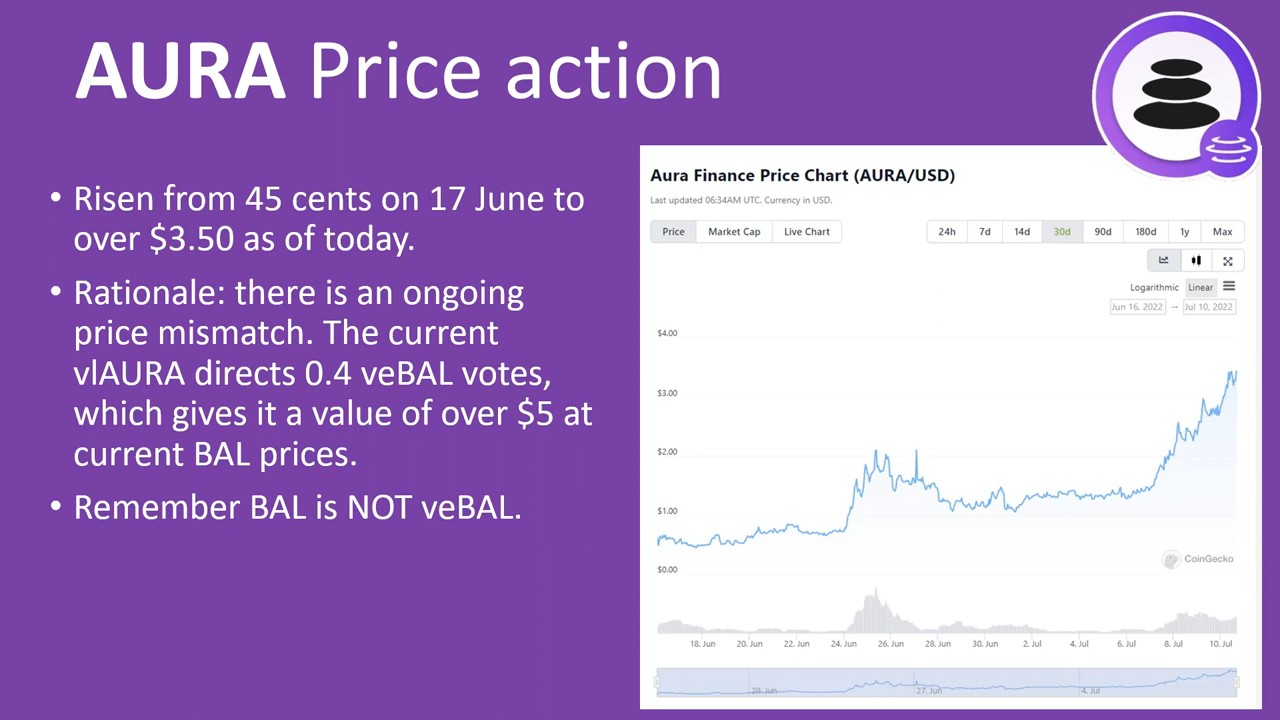 AURA Price action
• Risen from 45 cents on 17 June to
over $3.50 as of today.
• Rationale: there is an ongoing
price mismatch. The current
vlAURA directs 0.4 veBAL votes,
which gives it a value of over $5 at
current BAL prices.
• Remember BAL is NOT veBAL.
Aura Finance Price Chart (AURA/USD)
Last updated 06:34AM UTC. Currency in USD.
Price Market Cap Live Chart 24h 7d 14d 30d 90d 180d 1y Max
Logarithmic Linear
Jun 16, 2022 → Jul 10, 2022
$4.00
$3.00
$2.00
$1.00
$0.00
CoinGecko
18. Jun 20. Jun 22. Jun 24. Jun 26. Jun 28. Jun 30. Jun 2. Jul 4. Jul 6. Jul 8. Jul 10. Jul
20. Jun 27. Jun 4. Jul